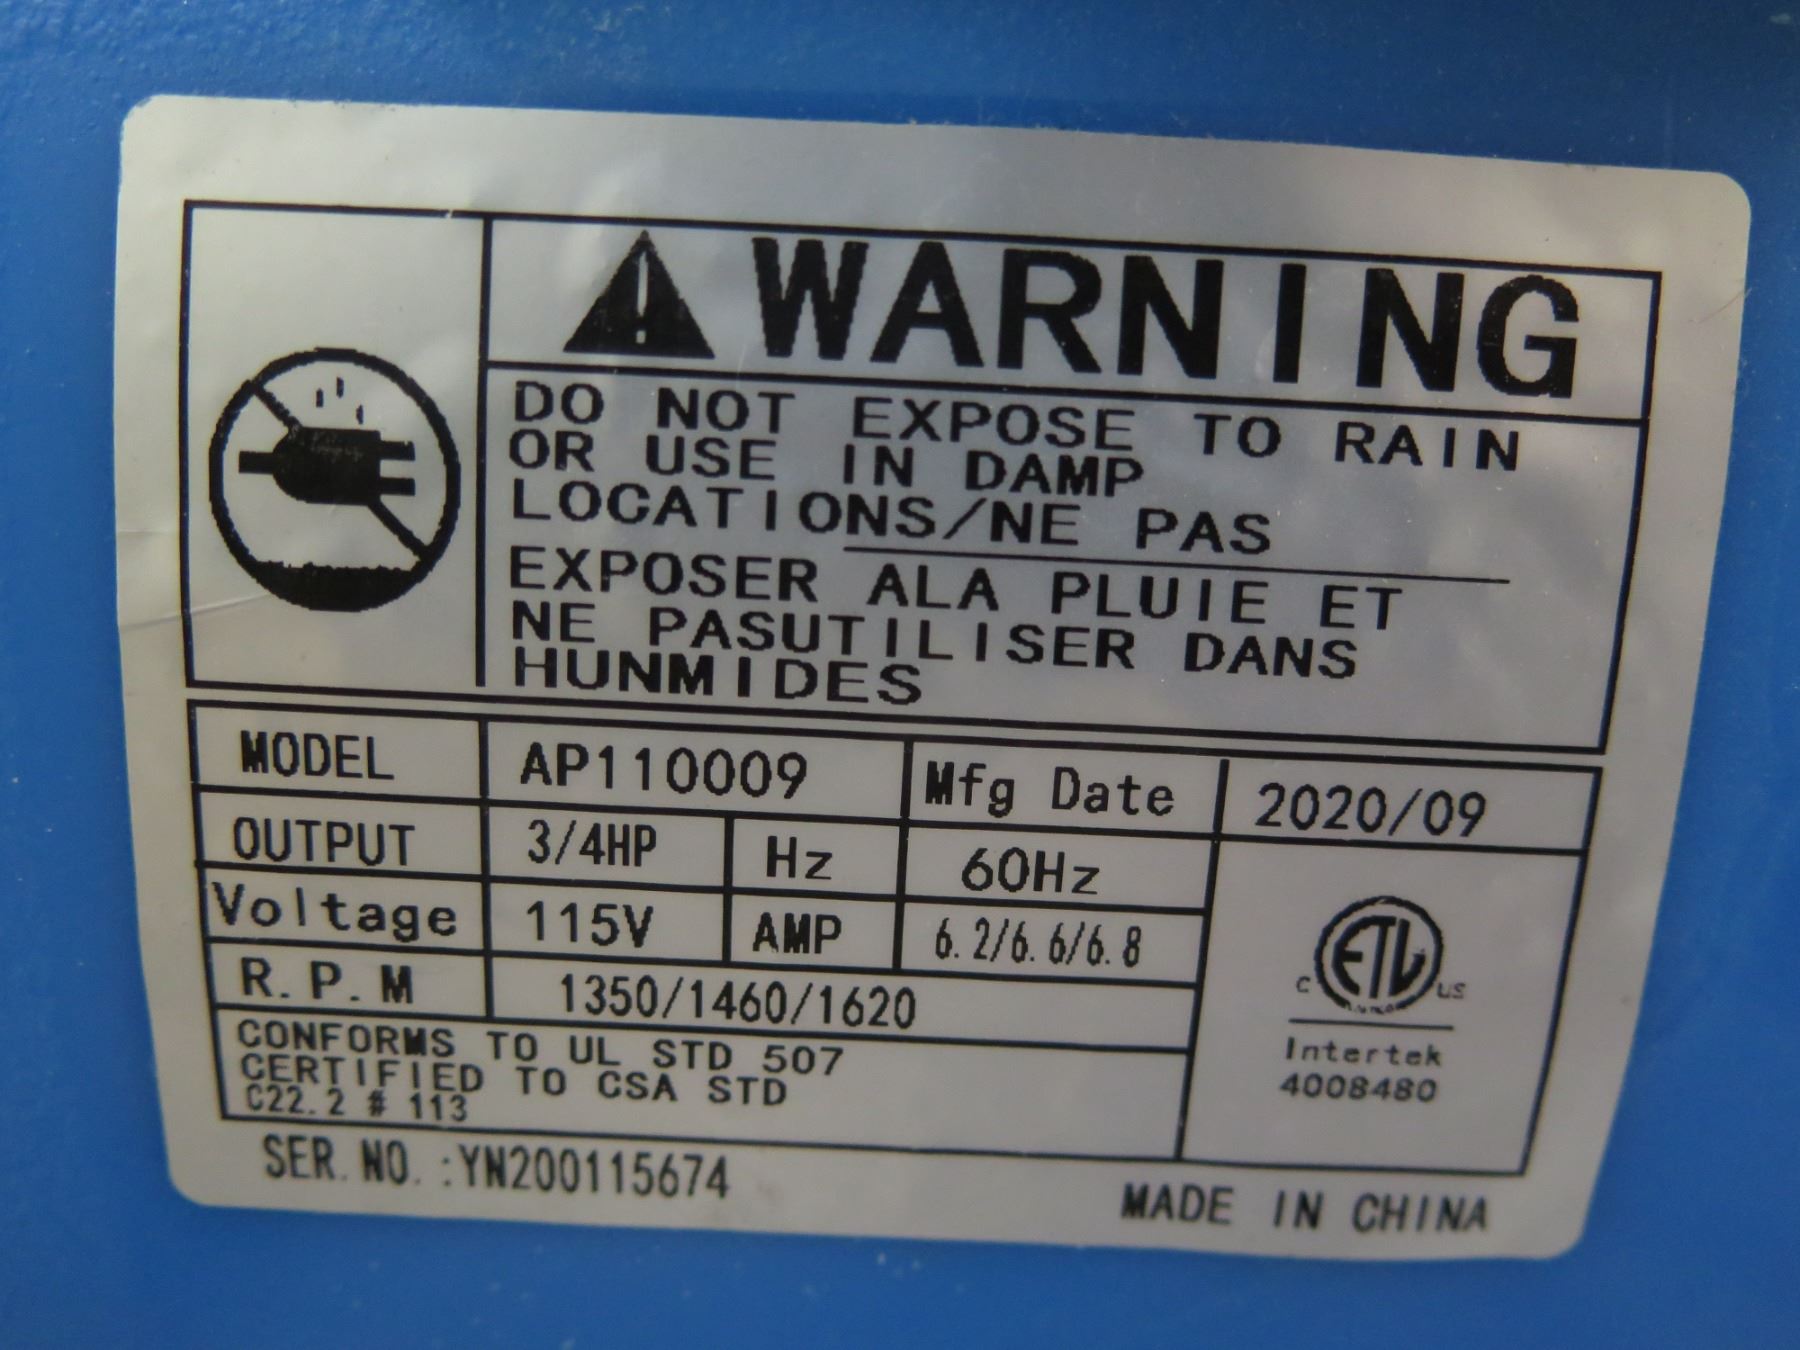 WARNING
DO NOT EXPOSE TO RAIN
OR USE IN DAMP
LOCATIONS/NE PAS
EXPOSER ALA PLUIE ET
NE PASUTILISER DANS
HUNMIDES
MODEL AP110009 Mfg Date 2020/09
OUTPUT 3/4HP Hz 60Hz
Voltage 115V AMP 6.2/6.6/6.8
R.P.M 1350/1460/1620
CONFORMS TO UL STD 507
CERTIFIED TO CSA STD
C22.2 # 113
C ETL US
Intertek
4008480
SER.NO.:YN200115674
MADE IN CHINA